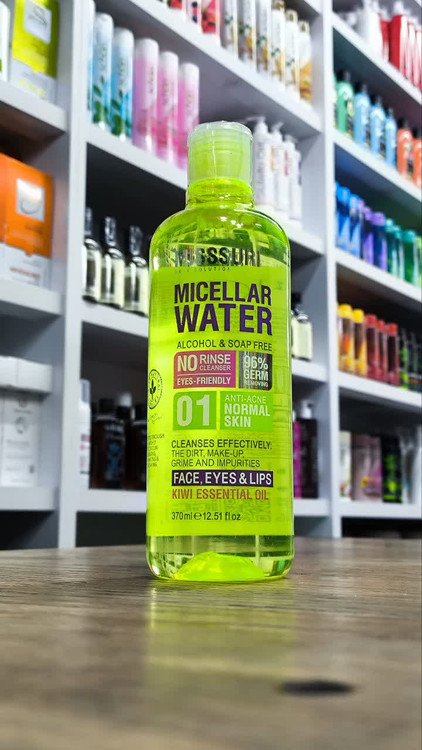 MICELLAR
WATER
ALCOHOL & SOAP FREE
NO RINSE
CLEANSER
EYES-FRIENDLY
96%
GERM
REMOVING
01
ANTI-ACNE
NORMAL
SKIN
CLEANSES EFFECTIVELY:
THE DIRT, MAKE-UP,
GRIME AND IMPURITIES
FACE, EYES & LIPS
KIWI ESSENTIAL OIL
370ml ℮ 12.51 fl oz